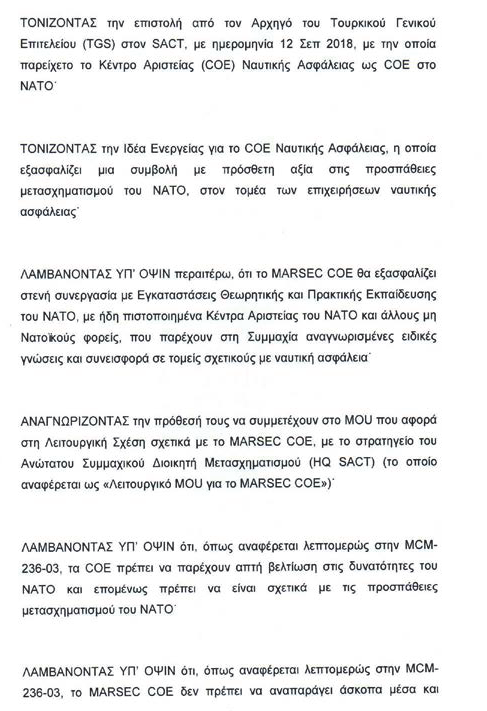 ΤΟΝΙΖΟΝΤΑΣ την επιστολή από τον Αρχηγό του Τουρκικού Γενικού
Επιτελείου (TGS) στον SACT, με ημερομηνία 12 Σεπ 2018, με την οποία
παρείχετο το Κέντρο Αριστείας (COE) Ναυτικής Ασφάλειας ως COE στο
ΝΑΤΟ˙
ΤΟΝΙΖΟΝΤΑΣ την Ιδέα Ενεργείας για το COE Ναυτικής Ασφάλειας, η οποία
εξασφαλίζει μια συμβολή με πρόσθετη αξία στις προσπάθειες
μετασχηματισμού του ΝΑΤΟ, στον τομέα των επιχειρήσεων ναυτικής
ασφάλειας˙
ΛΑΜΒΑΝΟΝΤΑΣ ΥΠ' ΟΨΙΝ περαιτέρω, ότι το MARSEC COE θα εξασφαλίζει
στενή συνεργασία με Εγκαταστάσεις Θεωρητικής και Πρακτικής Εκπαίδευσης
του ΝΑΤΟ, με ήδη πιστοποιημένα Κέντρα Αριστείας του ΝΑΤΟ και άλλους μη
Νατοϊκούς φορείς, που παρέχουν στη Συμμαχία αναγνωρισμένες ειδικές
γνώσεις και συνεισφορά σε τομείς σχετικούς με ναυτική ασφάλεια˙
ΑΝΑΓΝΩΡΙΖΟΝΤΑΣ την πρόθεσή τους να συμμετέχουν στο MOU που αφορά
στη Λειτουργική Σχέση σχετικά με το MARSEC COE, με το στρατηγείο του
Ανώτατου Συμμαχικού Διοικητή Μετασχηματισμού (HQ SACT) (το οποίο
αναφέρεται ως «Λειτουργικό MOU για το MARSEC COE»)˙
ΛΑΜΒΑΝΟΝΤΑΣ ΥΠ' ΟΨΙΝ ότι, όπως αναφέρεται λεπτομερώς στην MCM-
236-03, τα COE πρέπει να παρέχουν απτή βελτίωση στις δυνατότητες του
ΝΑΤΟ και επομένως πρέπει να είναι σχετικά με τις προσπάθειες
μετασχηματισμού του ΝΑΤΟ˙
ΛΑΜΒΑΝΟΝΤΑΣ ΥΠ' ΟΨΙΝ ότι, όπως αναφέρεται λεπτομερώς στην MCM-
236-03, το MARSEC COE δεν πρέπει να αναπαράγει άσκοπα μέσα και